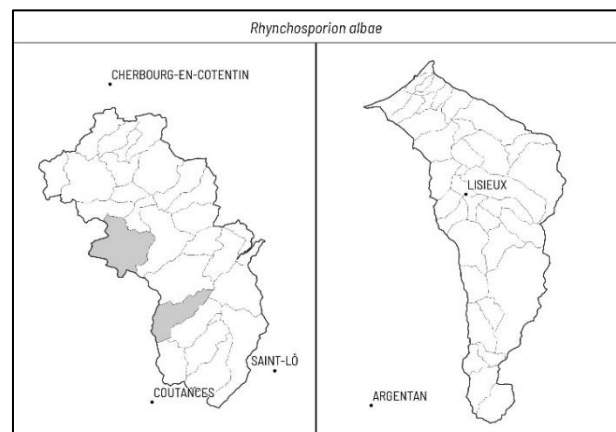 Rhynchosporion albae
CHERBOURG-EN-COTENTIN
LISIEUX
SAINT-LÔ
COUTANCES
ARGENTAN